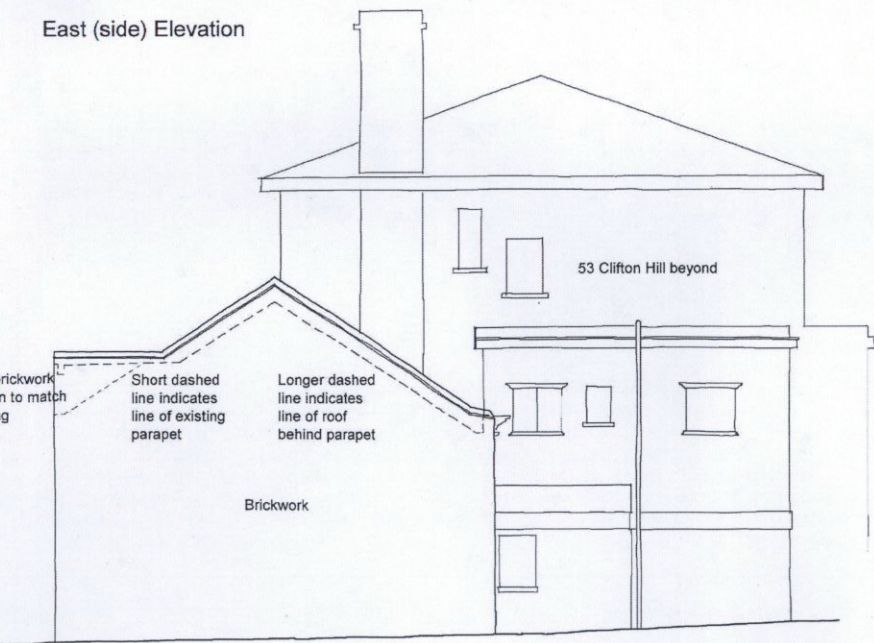 East (side) Elevation
53 Clifton Hill beyond
Short dashed
line indicates
line of existing
parapet
Longer dashed
line indicates
line of roof
behind parapet
to match
Brickwork